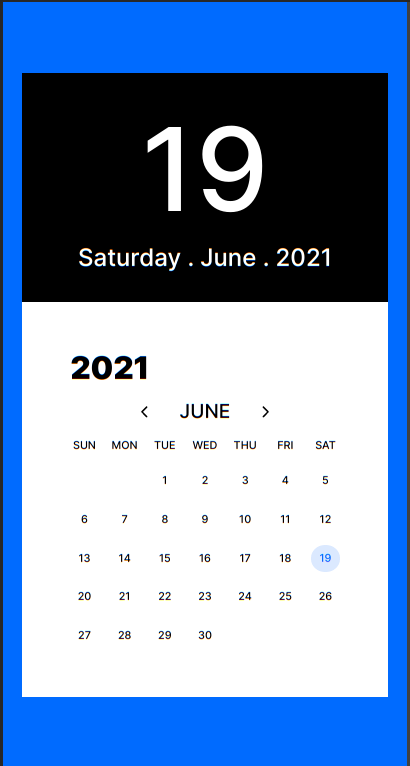 19
Saturday . June . 2021
2021
< JUNE >
SUN MON TUE WED THU FRI SAT
1 2 3 4 5
6 7 8 9 10 11 12
13 14 15 16 17 18 19
20 21 22 23 24 25 26
27 28 29 30